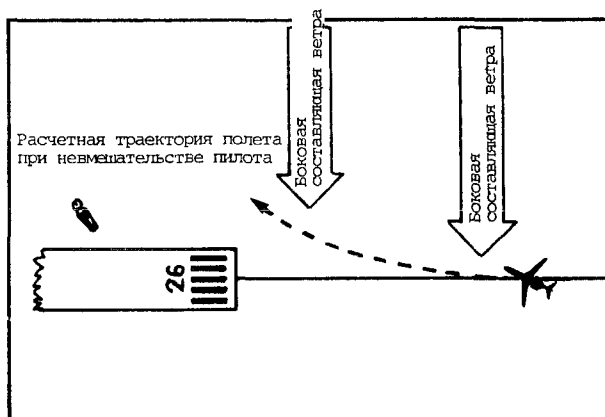 Расчетная траектория полета
при невмешательстве пилота
Боковая
составляющая ветра
Боковая
составляющая ветра
26